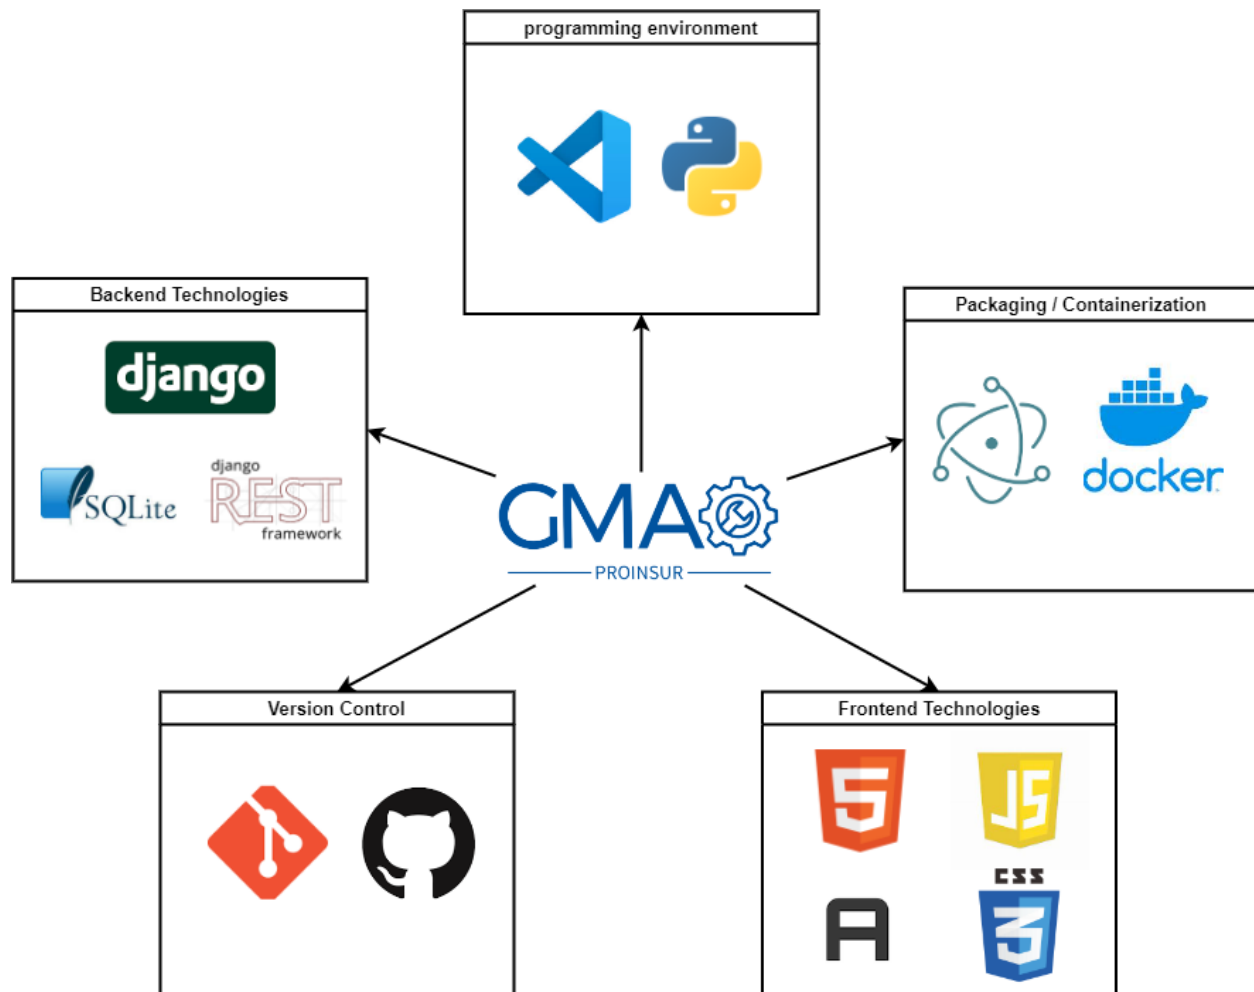 programming environment
Backend Technologies
django
SQLite
django
REST
framework
Packaging / Containerization
docker
GMAO
PROINSUR
Version Control
Frontend Technologies
5
JS
A
CSS
3